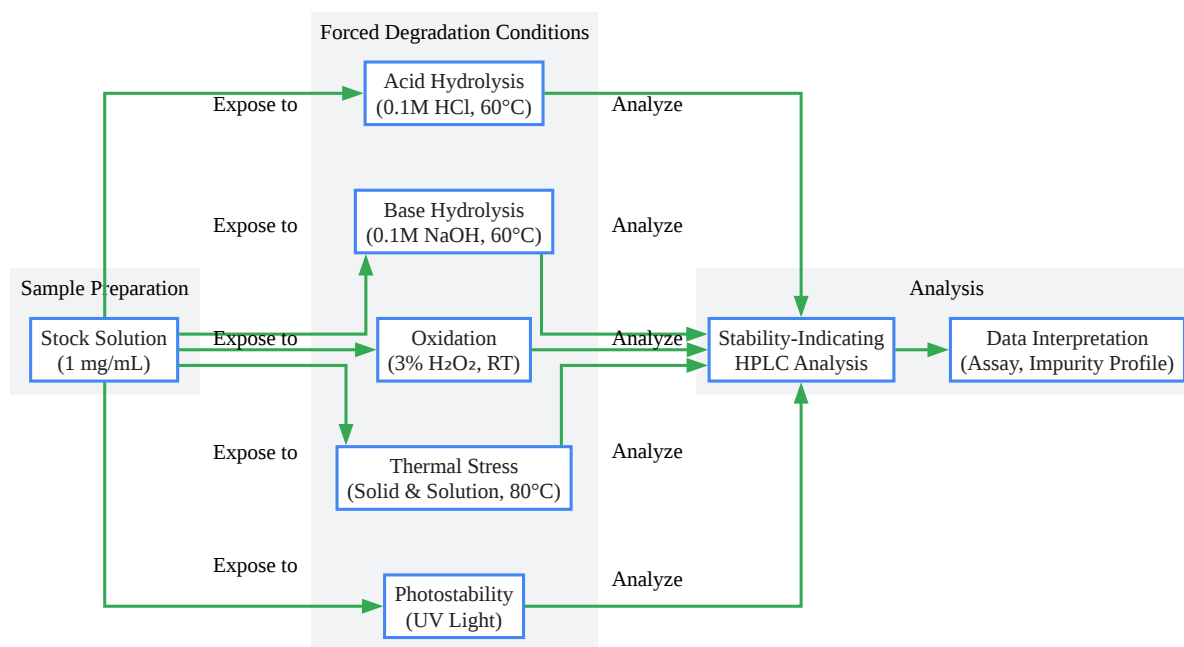 Forced Degradation Conditions
Acid Hydrolysis
(0.1M HCl, 60°C)
Expose to
Analyze
Base Hydrolysis
(0.1M NaOH, 60°C)
Expose to
Analyze
Sample Preparation
Analysis
Stock Solution
(1 mg/mL)
Expose to
Oxidation
(3% H₂O₂, RT)
Analyze
Stability-Indicating
HPLC Analysis
Data Interpretation
(Assay, Impurity Profile)
Expose to
Thermal Stress
(Solid & Solution, 80°C)
Analyze
Expose to
Photostability
(UV Light)
Analyze